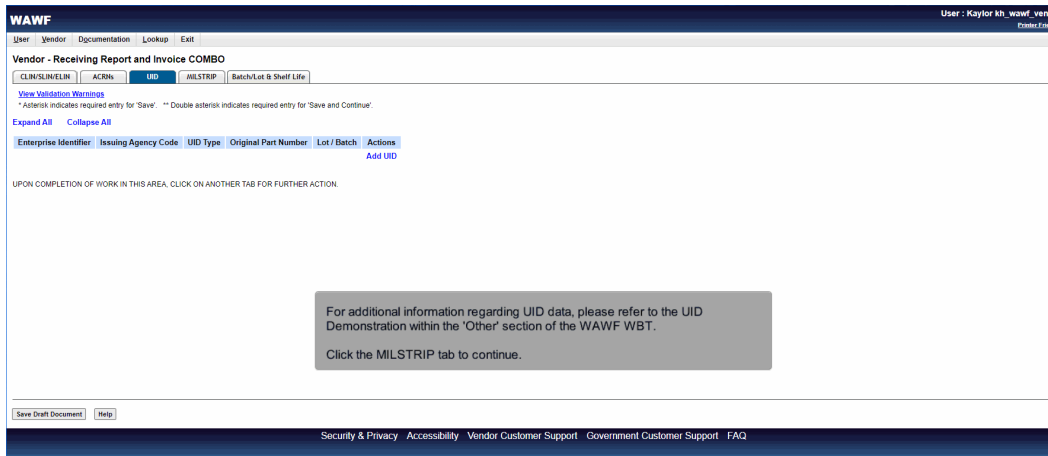 WAWF
User : Kaylor kh_wawf_ven
Printer Frie
User Vendor Documentation Lookup Exit
Vendor - Receiving Report and Invoice COMBO
CLIN/SLIN/ELIN ACRNs UID MILSTRIP Batch/Lot & Shelf Life
View Validation Warnings
* Asterisk indicates required entry for 'Save'. ** Double asterisk indicates required entry for 'Save and Continue'.
Expand All Collapse All
Enterprise Identifier Issuing Agency Code UID Type Original Part Number Lot / Batch Actions
Add UID
UPON COMPLETION OF WORK IN THIS AREA, CLICK ON ANOTHER TAB FOR FURTHER ACTION.
For additional information regarding UID data, please refer to the UID
Demonstration within the 'Other' section of the WAWF WBT.
Click the MILSTRIP tab to continue.
Save Draft Document Help
Security & Privacy Accessibility Vendor Customer Support Government Customer Support FAQ